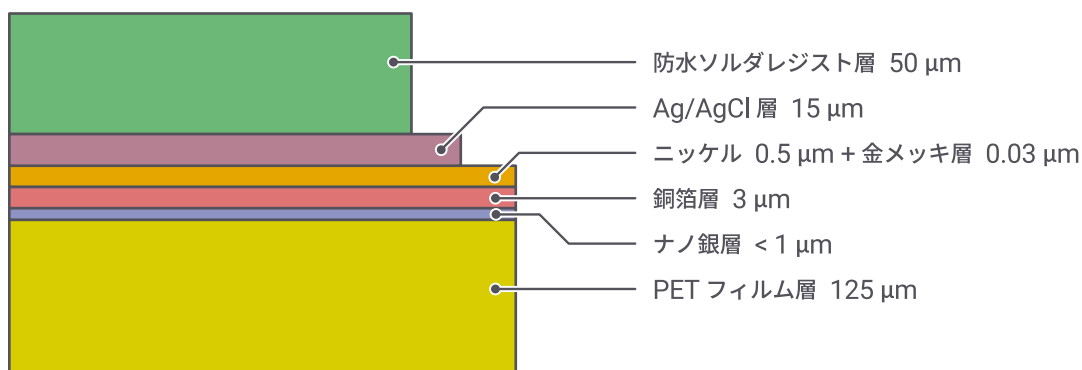 防水ソルダレジスト層 50 μm
Ag/AgCl 層 15 μm
ニッケル 0.5 μm + 金メッキ層 0.03 μm
銅箔層 3 μm
ナノ銀層 < 1 μm
PET フィルム層 125 μm